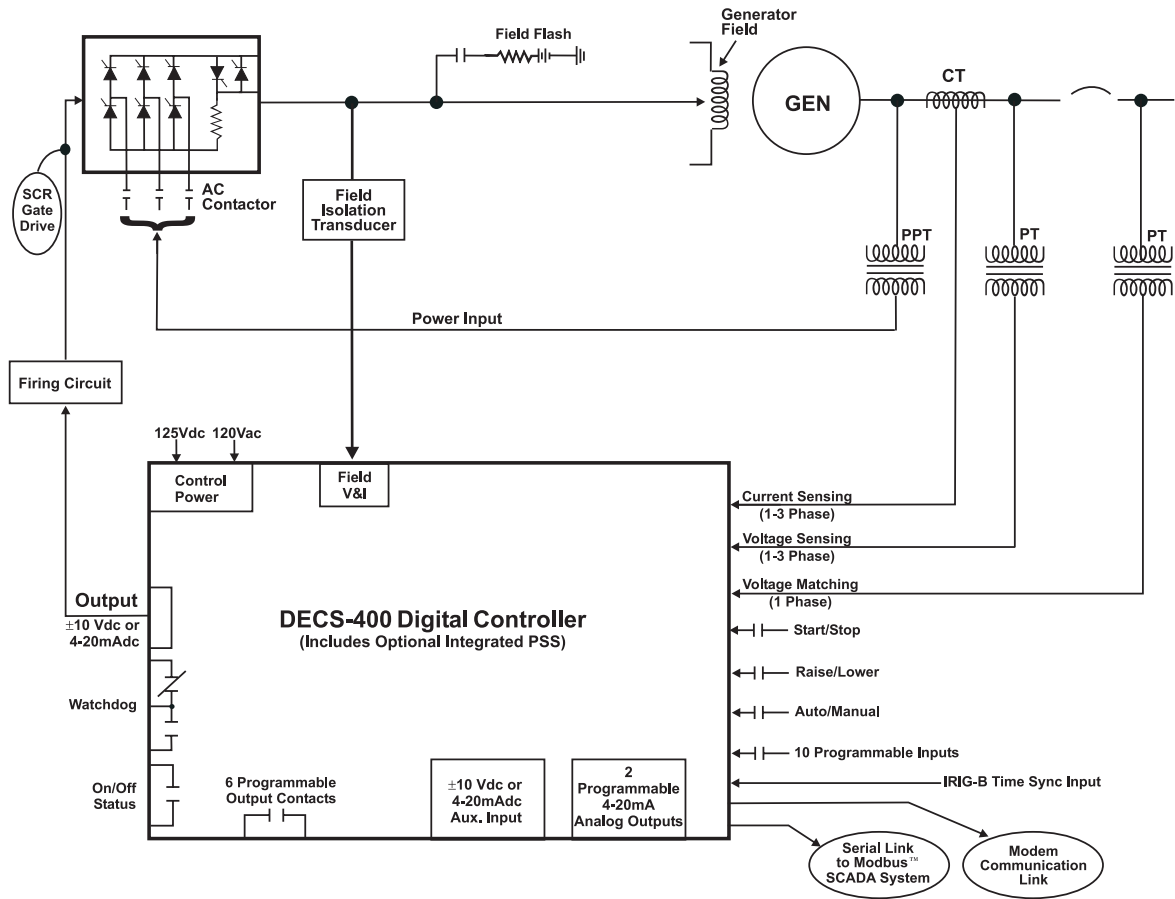 Generator
Field
Field Flash
CT
GEN
SCR
Gate
Drive
AC
Contactor
Field
Isolation
Transducer
PPT
PT
PT
Power Input
Firing Circuit
125Vdc
120Vac
Control
Power
Field
V&I
Current Sensing
(1-3 Phase)
Voltage Sensing
(1-3 Phase)
Voltage Matching
(1 Phase)
Output
±10 Vdc or
4-20mAdc
DECS-400 Digital Controller
(Includes Optional Integrated PSS)
Start/Stop
Raise/Lower
Watchdog
Auto/Manual
10 Programmable Inputs
On/Off
Status
6 Programmable
Output Contacts
±10 Vdc or
4-20mAdc
Aux. Input
2
Programmable
4-20mA
Analog Outputs
IRIG-B Time Sync Input
Serial Link
to Modbus™
SCADA System
Modem
Communication
Link